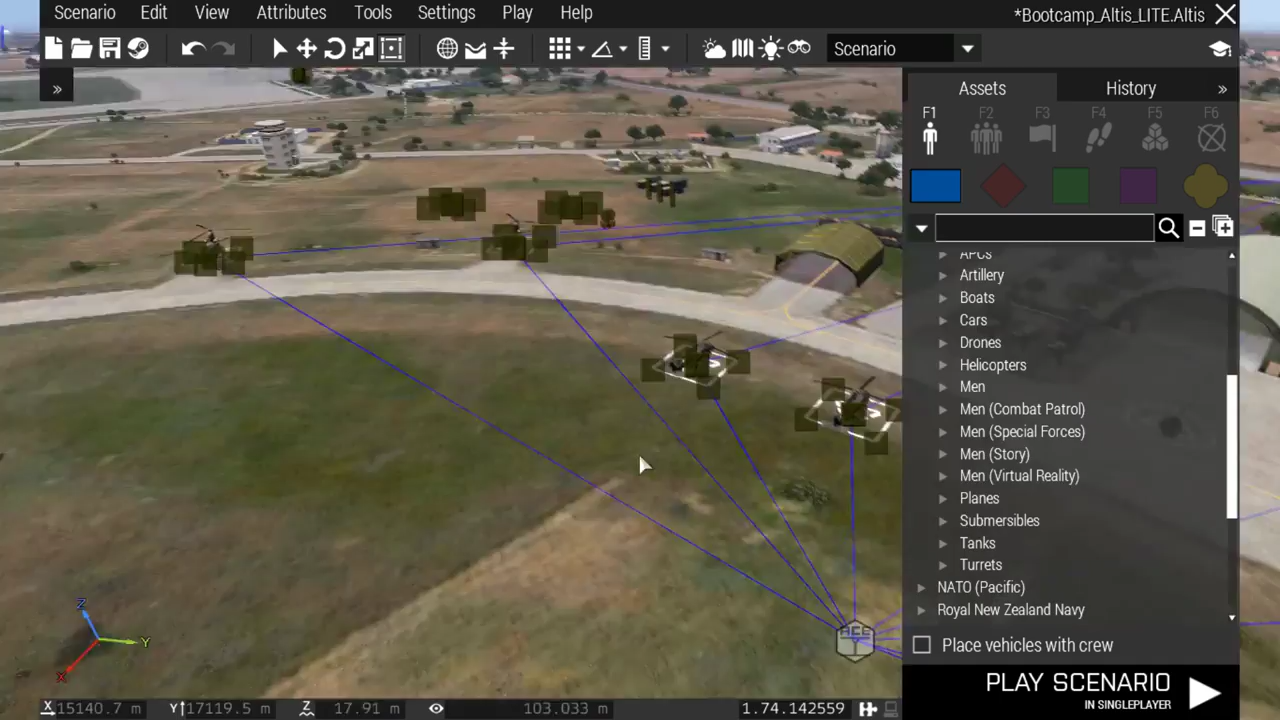 Scenario Edit View Attributes Tools Settings Play Help *Bootcamp_Altis_LITE.Altis
Scenario
Assets History
F1 F2 F3 F4 F5 F6
APCs
Artillery
Boats
Cars
Drones
Helicopters
Men
Men (Combat Patrol)
Men (Special Forces)
Men (Story)
Men (Virtual Reality)
Planes
Submersibles
Tanks
Turrets
NATO (Pacific)
Royal New Zealand Navy
Place vehicles with crew
PLAY SCENARIO
IN SINGLEPLAYER
ACE
Z
Y
X
X 15140.7 m Y 17119.5 m Z 17.91 m 103.033 m 1.74.142559